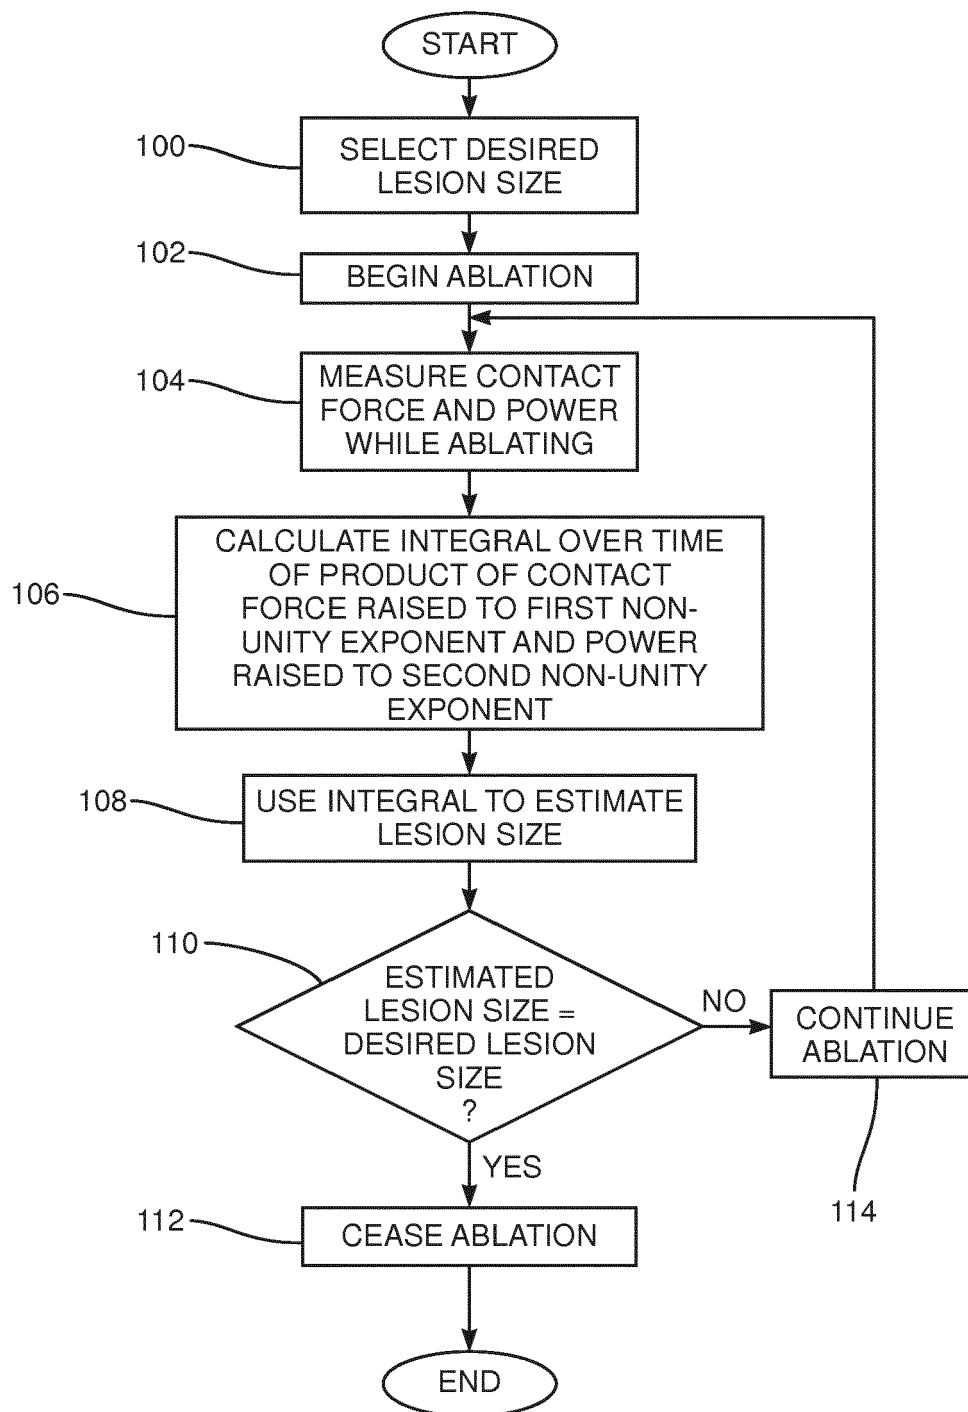 START
100
SELECT DESIRED
LESION SIZE
102
BEGIN ABLATION
104
MEASURE CONTACT
FORCE AND POWER
WHILE ABLATING
106
CALCULATE INTEGRAL OVER TIME
OF PRODUCT OF CONTACT
FORCE RAISED TO FIRST NON-
UNITY EXPONENT AND POWER
RAISED TO SECOND NON-UNITY
EXPONENT
108
USE INTEGRAL TO ESTIMATE
LESION SIZE
110
ESTIMATED
LESION SIZE =
DESIRED LESION
SIZE
?
NO
CONTINUE
ABLATION
114
YES
112
CEASE ABLATION
END